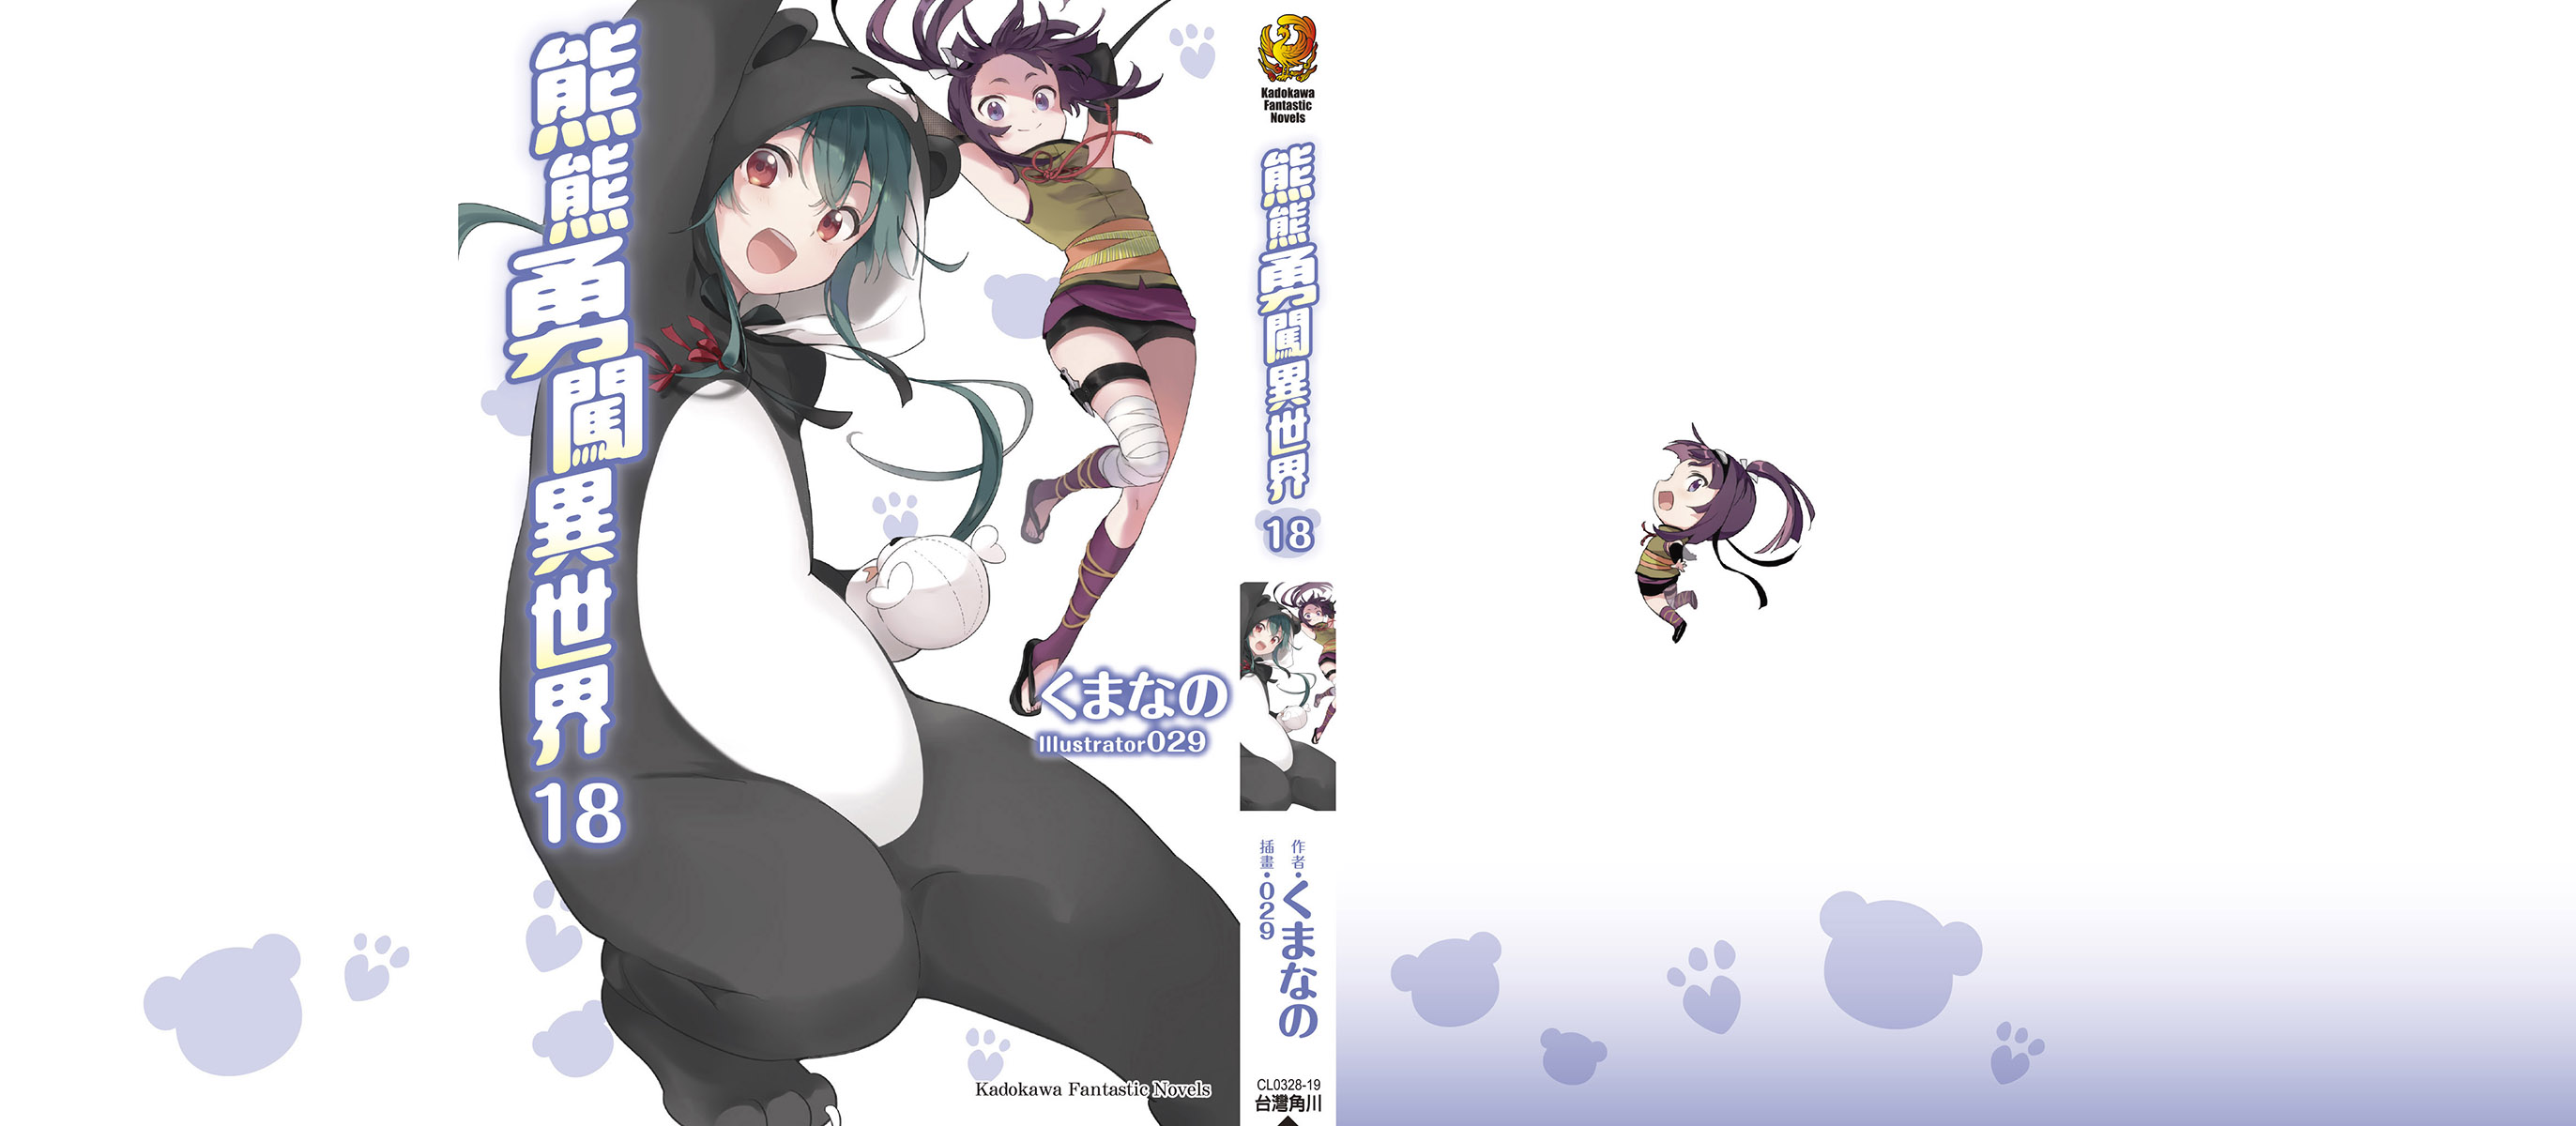 熊熊勇闖異世界
18
くまなの
Illustrator029
Kadokawa Fantastic Novels
Kadokawa
Fantastic
Novels
熊熊勇闖異世界
18
作者・くまなの
插畫・029
CL0328-19
台灣角川